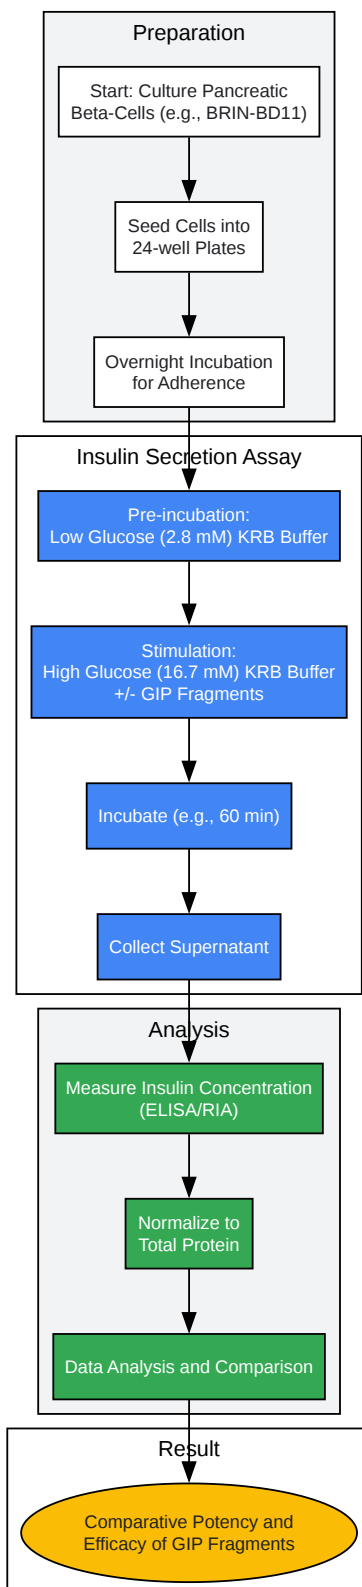 Preparation
Start: Culture Pancreatic
Beta-Cells (e.g., BRIN-BD11)
Seed Cells into
24-well Plates
Overnight Incubation
for Adherence
Insulin Secretion Assay
Pre-incubation:
Low Glucose (2.8 mM) KRB Buffer
Stimulation:
High Glucose (16.7 mM) KRB Buffer
+/- GIP Fragments
Incubate (e.g., 60 min)
Collect Supernatant
Analysis
Measure Insulin Concentration
(ELISA/RIA)
Normalize to
Total Protein
Data Analysis and Comparison
Result
Comparative Potency and
Efficacy of GIP Fragments